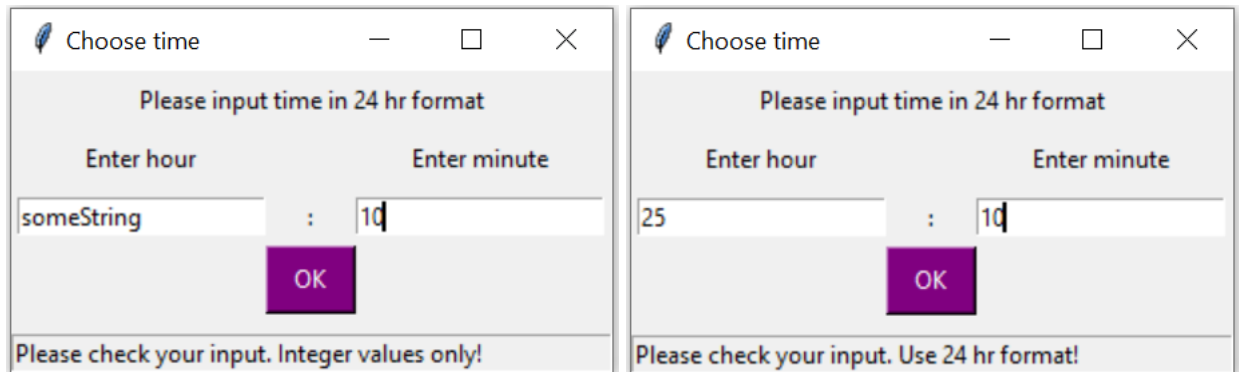 Choose time
Please input time in 24 hr format
Enter hour Enter minute
someString : 10
OK
Please check your input. Integer values only!
Choose time
Please input time in 24 hr format
Enter hour Enter minute
25 : 10
OK
Please check your input. Use 24 hr format!